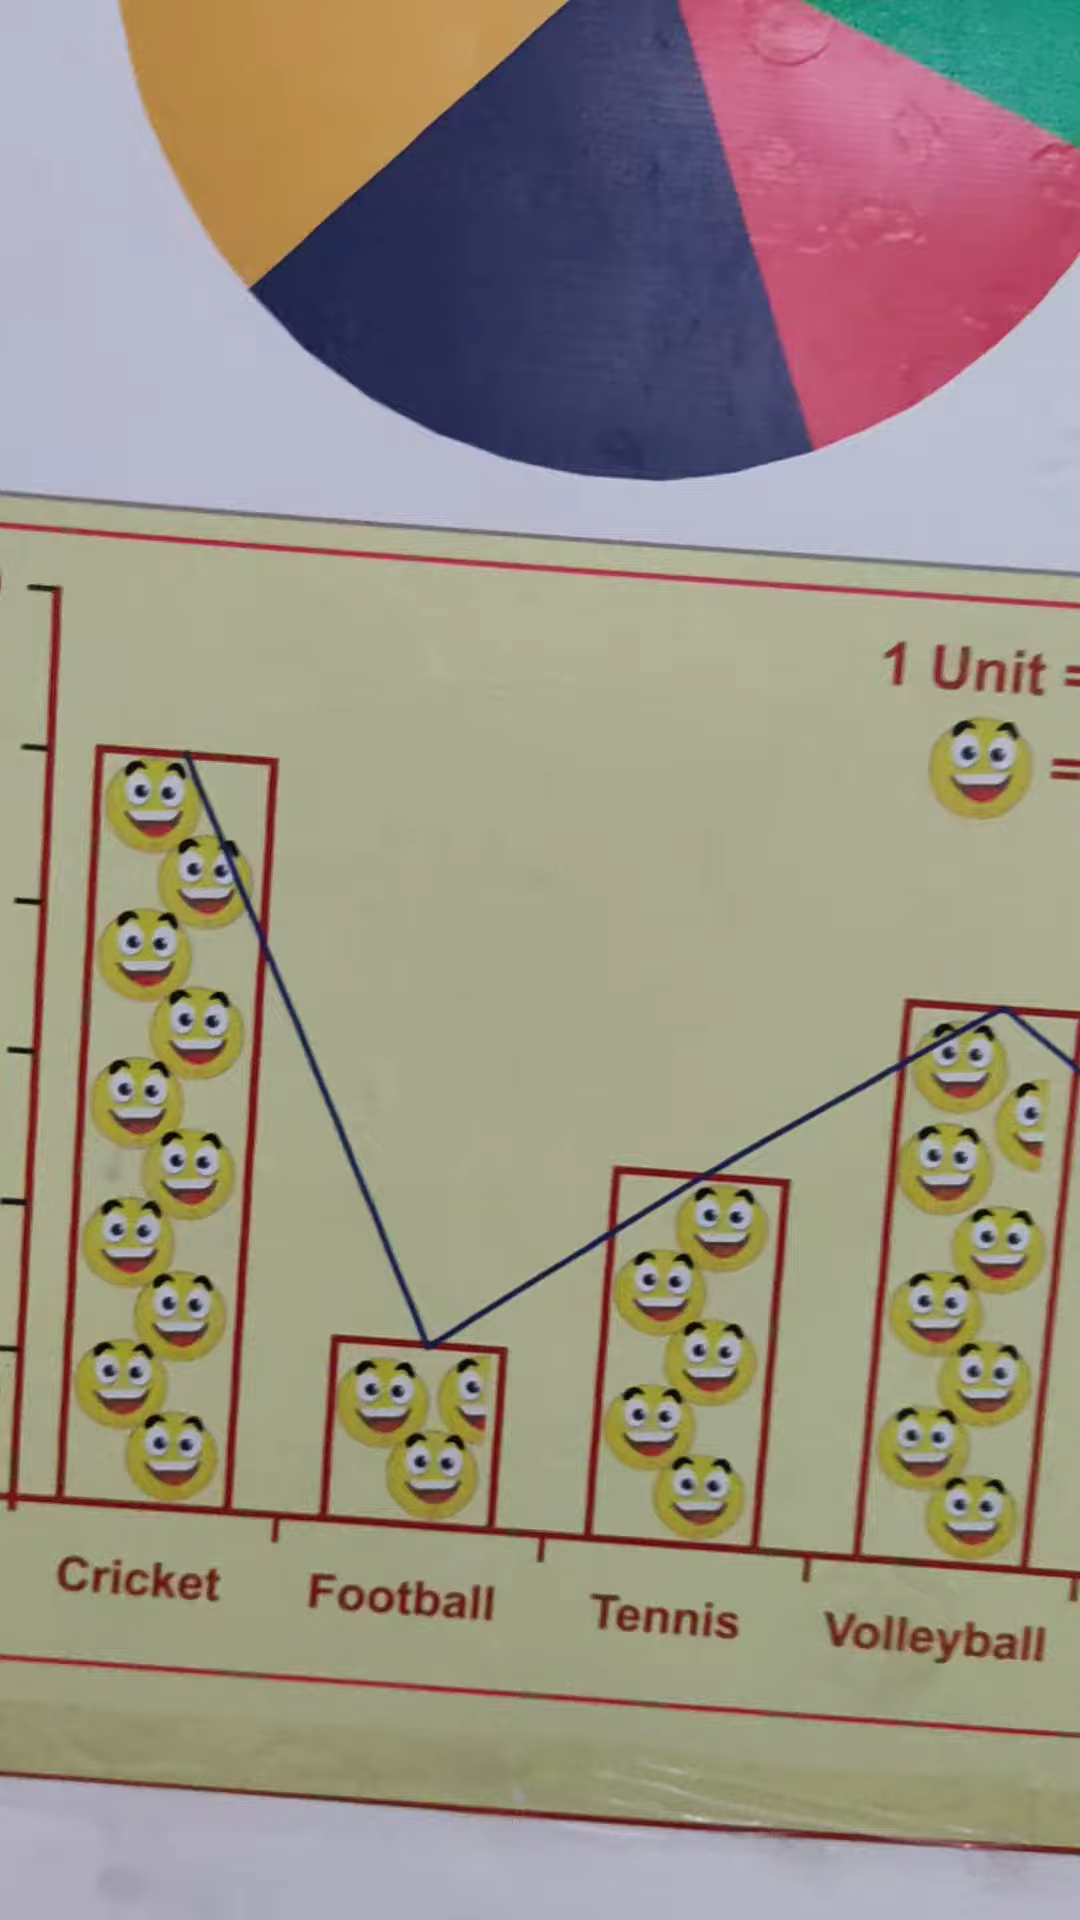 1 Unit =
=
Cricket
Football
Tennis
Volleyball